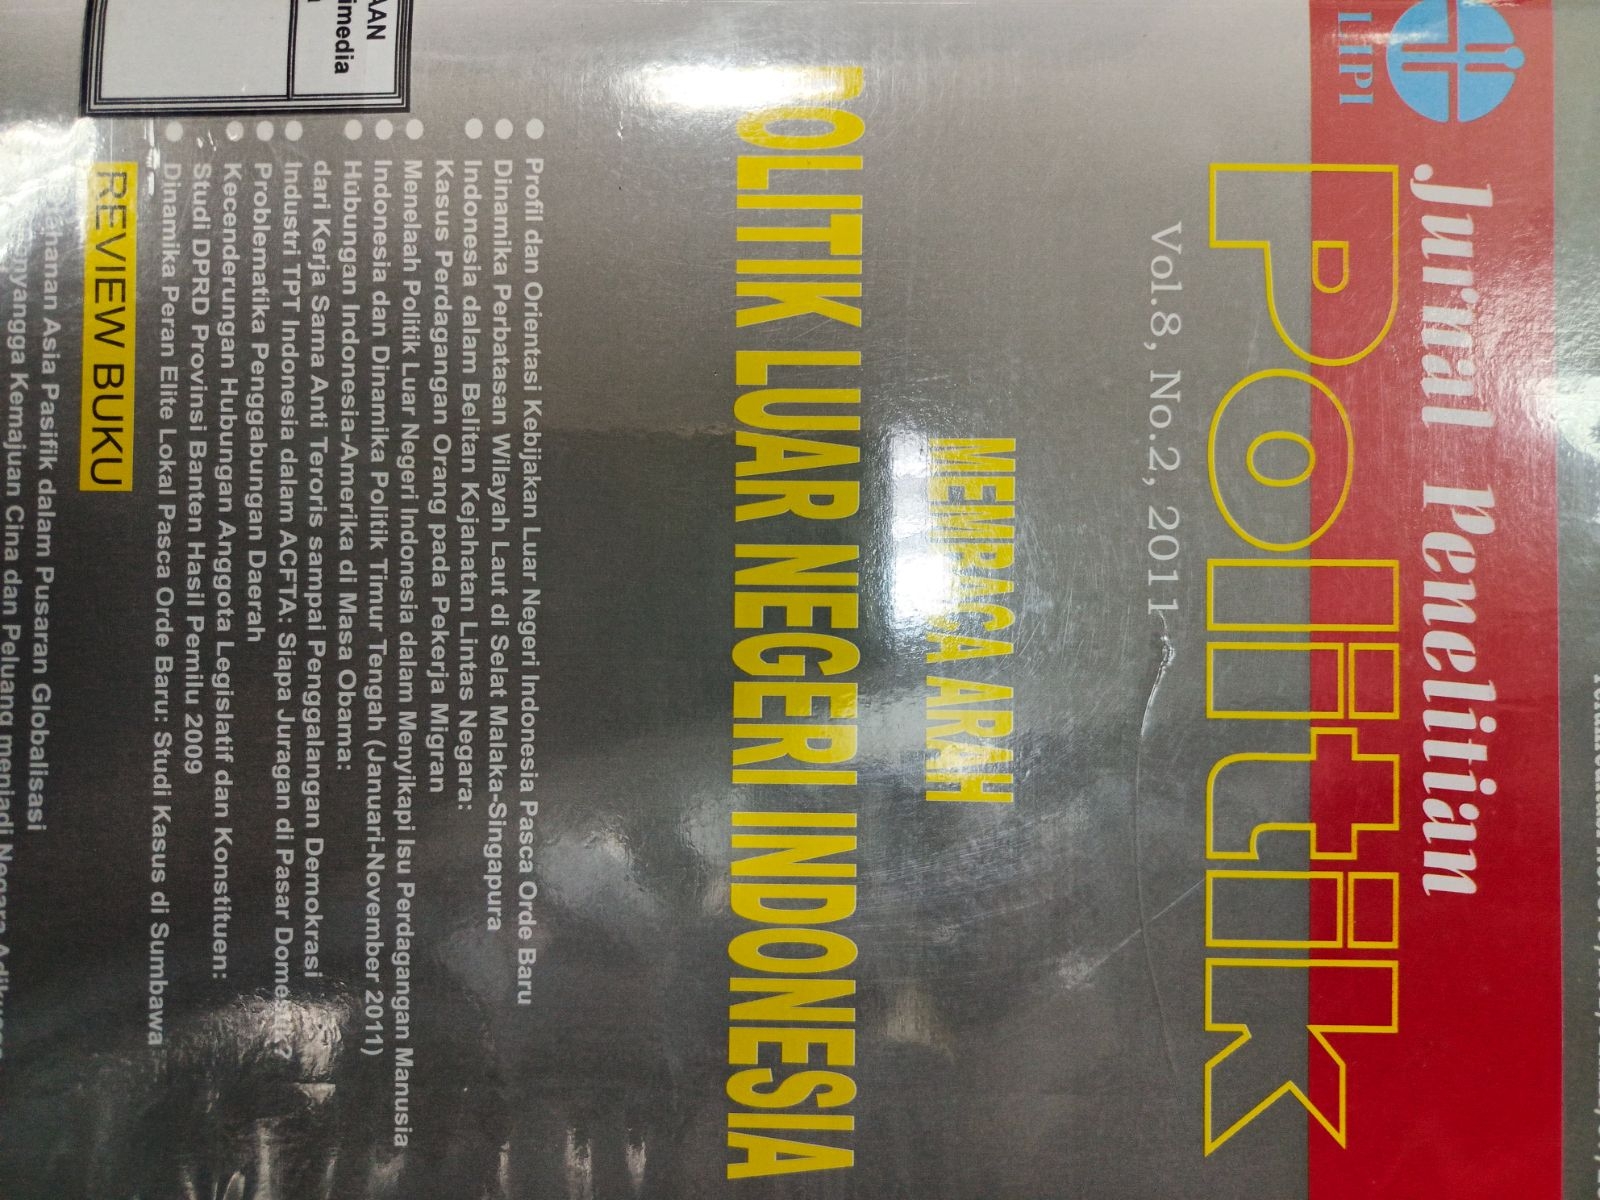 LIPI
Jurnal Penelitian
Politik
Vol.8, No.2, 2011
MEMBACA ARAH
POLITIK LUAR NEGERI INDONESIA
Profil dan Orientasi Kebijakan Luar Negeri Indonesia Pasca Orde Baru
Dinamika Perbatasan Wilayah Laut di Selat Malaka-Singapura
Indonesia dalam Belitan Kejahatan Lintas Negara:
Kasus Perdagangan Orang pada Pekerja Migran
Menelaah Politik Luar Negeri Indonesia dalam Menyikapi Isu Perdagangan Manusia
Indonesia dan Dinamika Politik Timur Tengah (Januari-November 2011)
Hubungan Indonesia-Amerika di Masa Obama:
dari Kerja Sama Anti Teroris sampai Penggalangan Demokrasi
Industri TPT Indonesia dalam ACFTA: Siapa Juragan di Pasar Domestik?
Problematika Penggabungan Daerah
Kecenderungan Hubungan Anggota Legislatif dan Konstituen:
Studi DPRD Provinsi Banten Hasil Pemilu 2009
Dinamika Peran Elite Lokal Pasca Orde Baru: Studi Kasus di Sumbawa
REVIEW BUKU
Asia Pasifik dalam Pusaran Globalisasi
Kemajuan Cina dan Peluang menjadi Negara
AAN
imedia